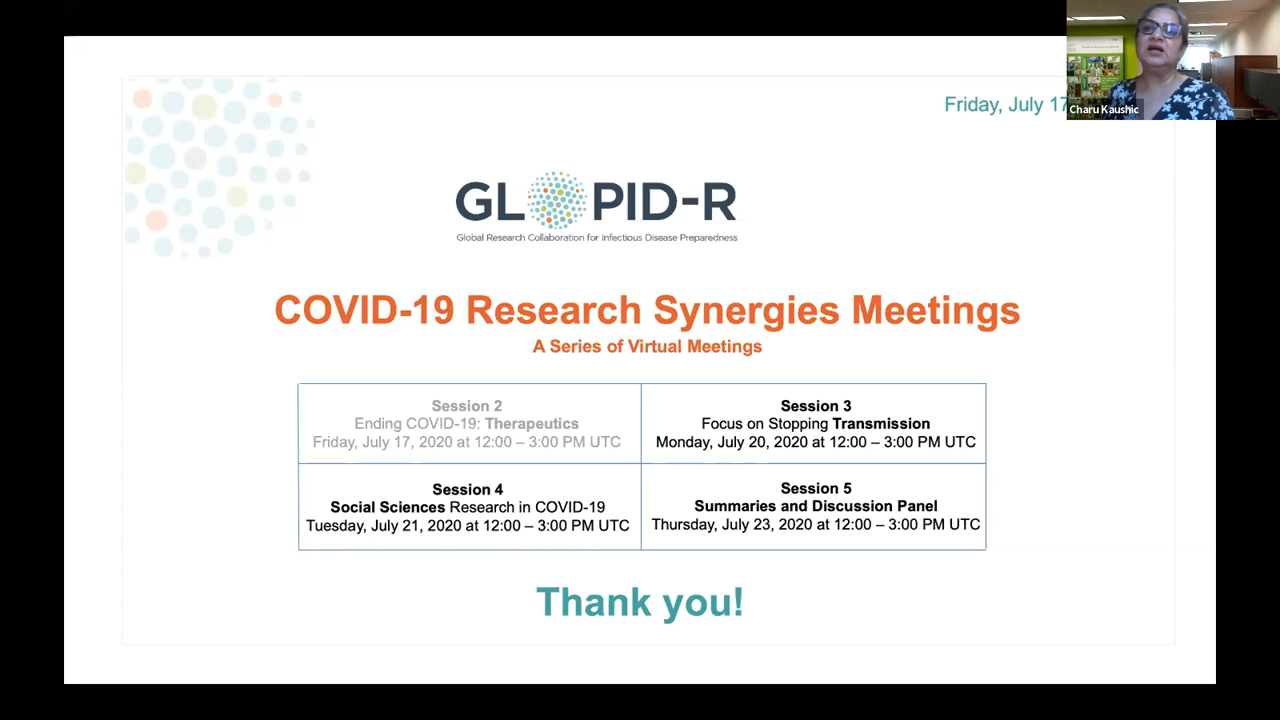 Friday, July 17
Charu Kaushic
GLOPID-R
Global Research Collaboration for Infectious Disease Preparedness
COVID-19 Research Synergies Meetings
A Series of Virtual Meetings
Session 2
Ending COVID-19: Therapeutics
Friday, July 17, 2020 at 12:00 – 3:00 PM UTC
Session 3
Focus on Stopping Transmission
Monday, July 20, 2020 at 12:00 – 3:00 PM UTC
Session 4
Social Sciences Research in COVID-19
Tuesday, July 21, 2020 at 12:00 – 3:00 PM UTC
Session 5
Summaries and Discussion Panel
Thursday, July 23, 2020 at 12:00 – 3:00 PM UTC
Thank you!